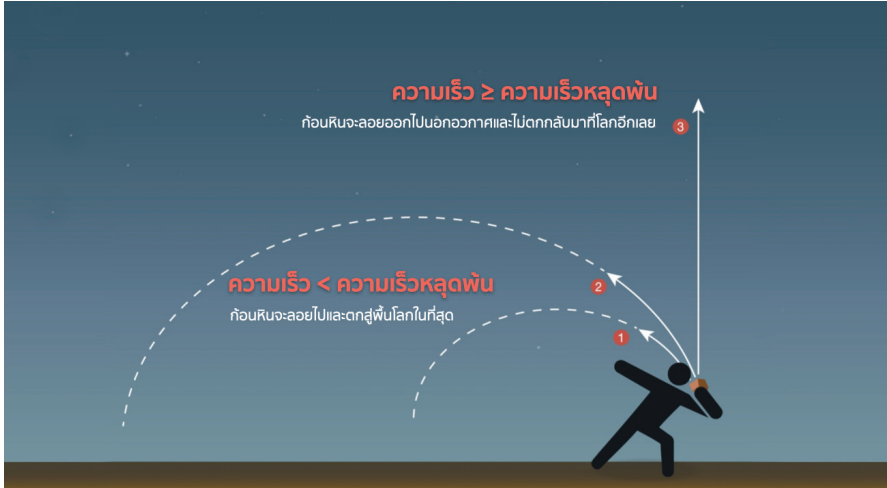 ความเร็ว ≥ ความเร็วหลุดพ้น
ก้อนหินจะลอยออกไปนอกอวกาศและไม่ตกกลับมาที่โลกอีกเลย
3
ความเร็ว < ความเร็วหลุดพ้น
2
ก้อนหินจะลอยไปและตกสู่พื้นโลกในที่สุด
1